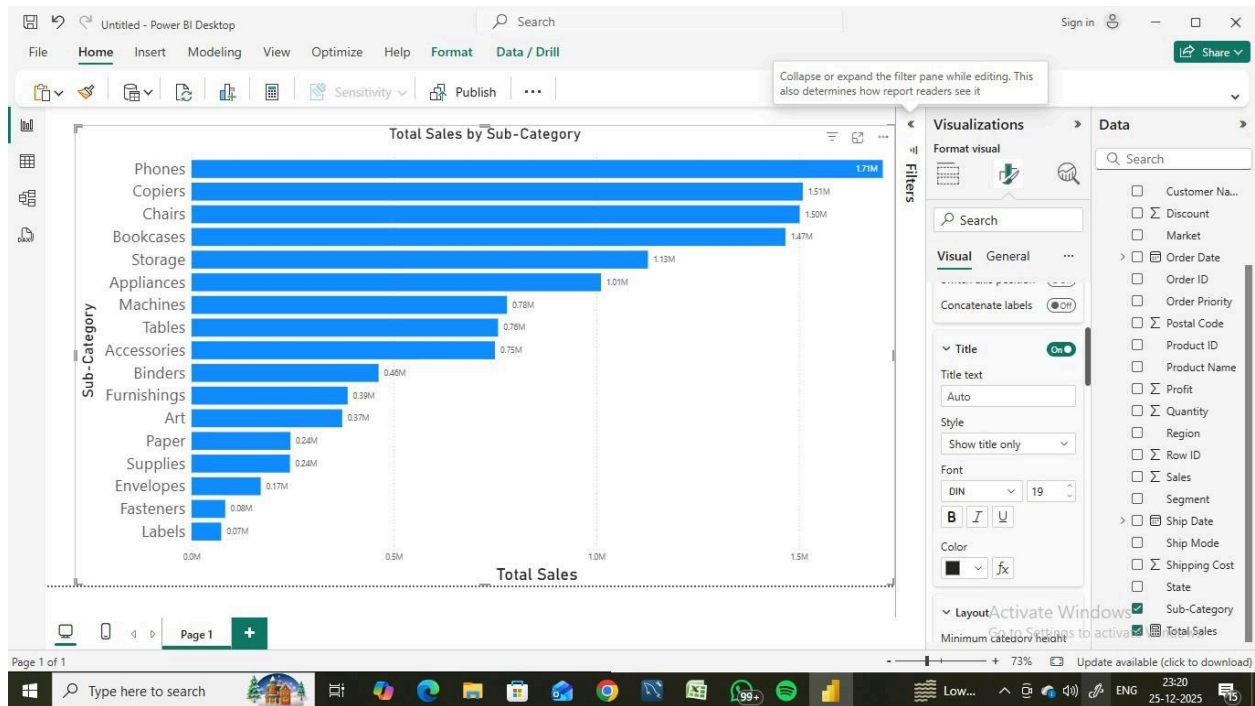 Untitled - Power BI Desktop
Search
Sign in
File Home Insert Modeling View Optimize Help Format Data / Drill
Share
Collapse or expand the filter pane while editing. This
also determines how report readers see it
Sensitivity
Publish
Total Sales by Sub-Category
Phones 1.71M
Copiers 1.51M
Chairs 1.50M
Bookcases 1.47M
Storage 1.13M
Appliances 1.01M
Machines 0.78M
Tables 0.76M
Accessories 0.75M
Binders 0.46M
Furnishings 0.39M
Art 0.37M
Paper 0.24M
Supplies 0.24M
Envelopes 0.17M
Fasteners 0.08M
Labels 0.07M
Sub-Category
0.0M 0.5M 1.0M 1.5M
Total Sales
Filters
Visualizations
Format visual
Search
Visual General
Concatenate labels Off
Title On
Title text
Auto
Style
Show title only
Font
DIN 19
B I U
Color
fx
Layout
Minimum category height
Data
Search
Customer Na...
Σ Discount
Market
Order Date
Order ID
Order Priority
Σ Postal Code
Product ID
Product Name
Σ Profit
Σ Quantity
Region
Σ Row ID
Σ Sales
Segment
Ship Date
Ship Mode
Σ Shipping Cost
State
Sub-Category
Total Sales
Activate Windows
Go to Settings to activate
Page 1
Page 1 of 1
73%
Update available (click to download)
Type here to search
99+
Low...
ENG
23:20
25-12-2025
15